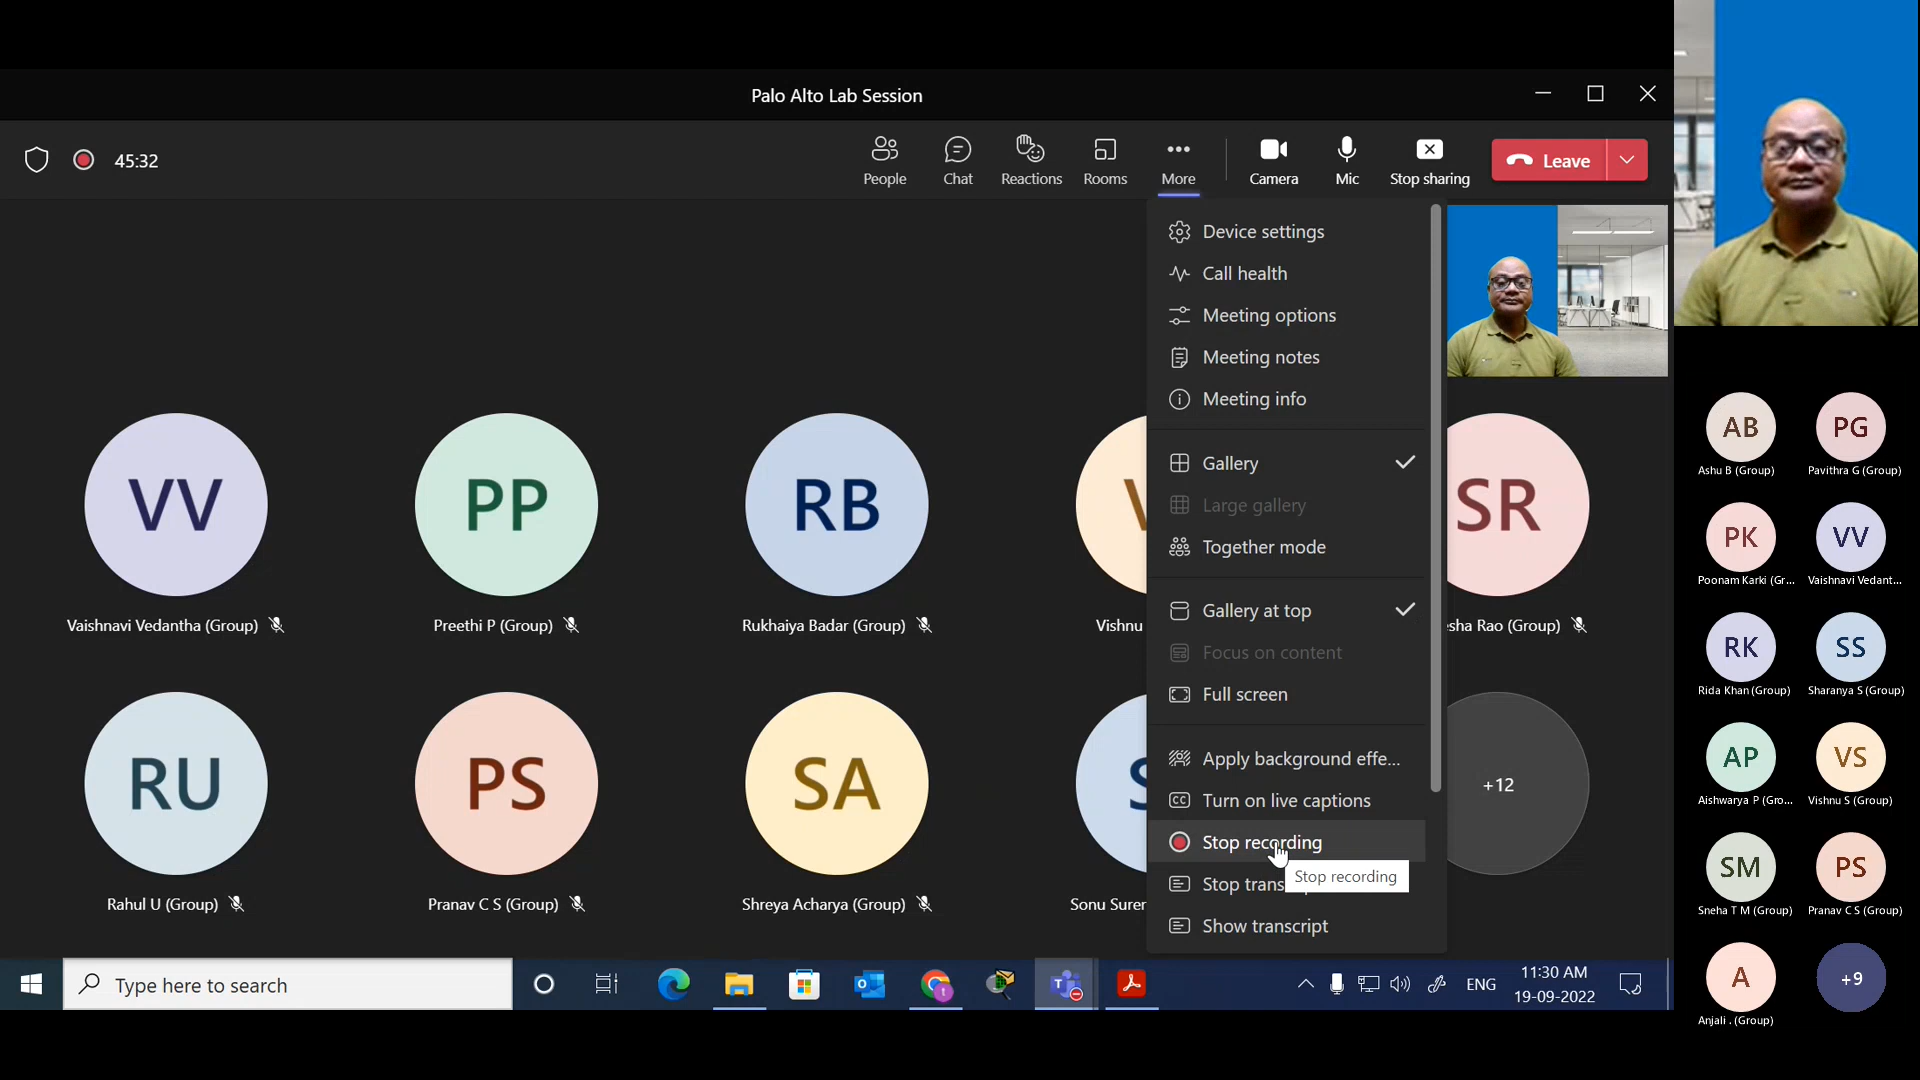 Palo Alto Lab Session
45:32
People
Chat
Reactions
Rooms
More
Camera
Mic
Stop sharing
Leave
Device settings
Call health
Meeting options
Meeting notes
Meeting info
Gallery
Large gallery
Together mode
Gallery at top
Focus on content
Full screen
Apply background effe...
CC Turn on live captions
Stop recording
Stop recording
Stop
Show transcript
VV
PP
RB
SR
Vaishnavi Vedantha (Group)
Preethi P (Group)
Rukhaiya Badar (Group)
Vishnu
Rao (Group)
RU
PS
SA
S
+12
Rahul U (Group)
Pranav C S (Group)
Shreya Acharya (Group)
Sonu
AB
PG
Ashu B (Group)
Pavithra G (Group)
PK
VV
Poonam Karki (Gr...
Vaishnavi Vedant...
RK
SS
Rida Khan (Group)
Sharanya S (Group)
AP
VS
Aishwarya P (Gro...
Vishnu S (Group)
SM
PS
Sneha T M (Group)
Pranav C S (Group)
A
+9
Anjali . (Group)
Type here to search
ENG
11:30 AM
19-09-2022